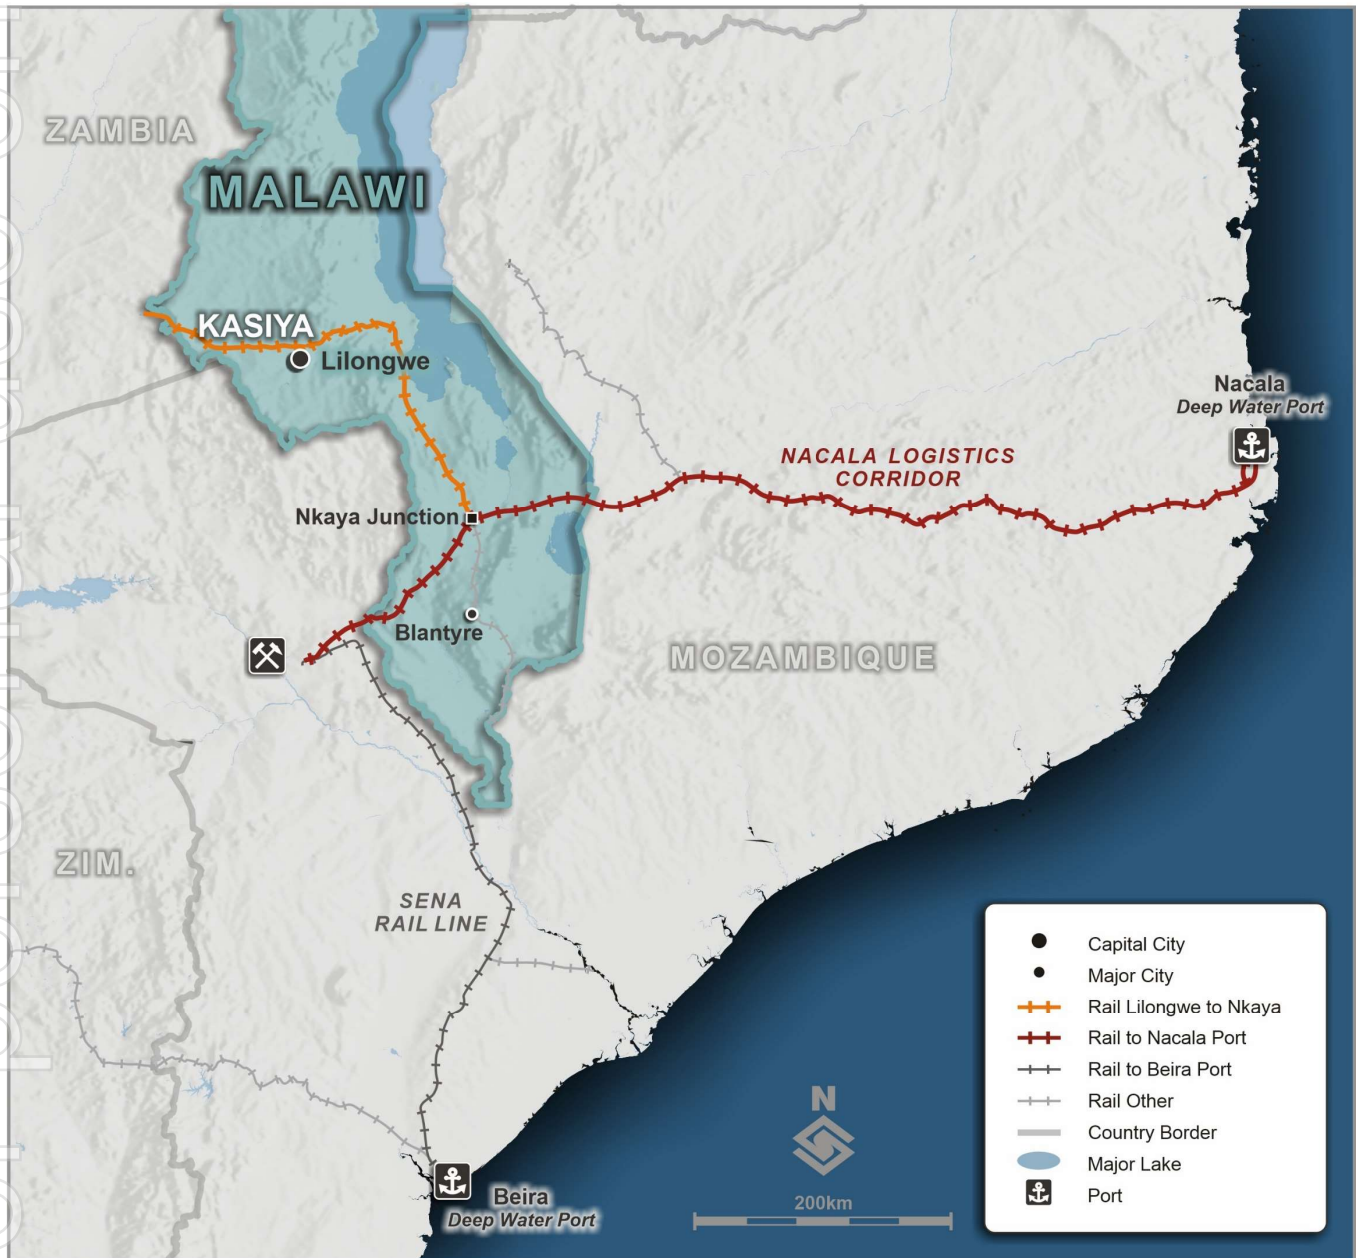 ZAMBIA
MALAWI
KASIYA
Lilongwe
Nacala
Deep Water Port
NACALA LOGISTICS
CORRIDOR
Nkaya Junction
Blantyre
MOZAMBIQUE
ZIM.
SENA
RAIL LINE
Beira
Deep Water Port
N
200km
Capital City
Major City
Rail Lilongwe to Nkaya
Rail to Nacala Port
Rail to Beira Port
Rail Other
Country Border
Major Lake
Port